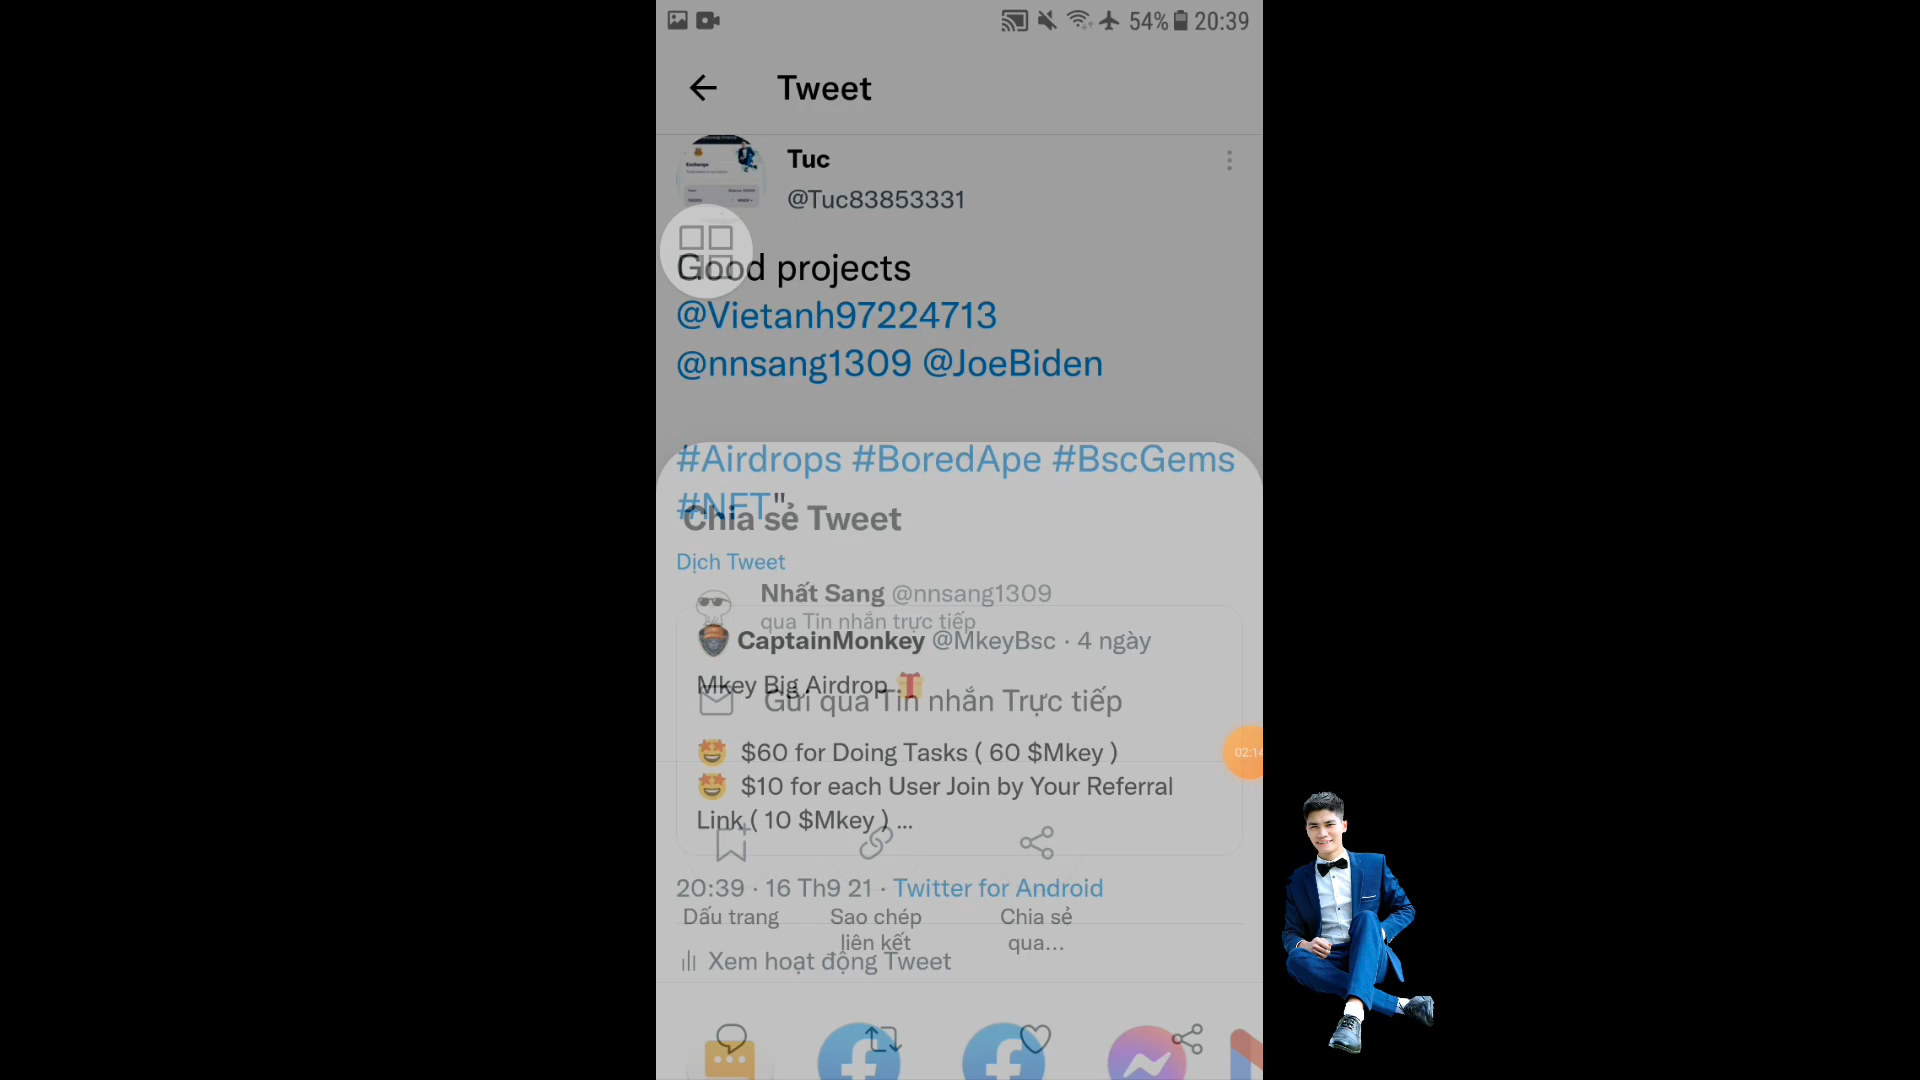 54% 20:39
Tweet
Tuc
@Tuc83853331
Good projects
@Vietanh97224713
@nnsang1309 @JoeBiden
#Airdrops #BoredApe #BscGems
#NFT"
Chia sẻ Tweet
Dịch Tweet
Nhất Sang @nnsang1309
qua Tin nhắn trực tiếp
CaptainMonkey @MkeyBsc · 4 ngày
Mkey Big Airdrop
Gửi qua Tin nhắn Trực tiếp
$60 for Doing Tasks ( 60 $Mkey )
02:14
$10 for each User Join by Your Referral
Link ( 10 $Mkey ) ...
20:39 · 16 Th9 21 · Twitter for Android
Dấu trang
Sao chép
liên kết
Chia sẻ
qua...
Xem hoạt động Tweet